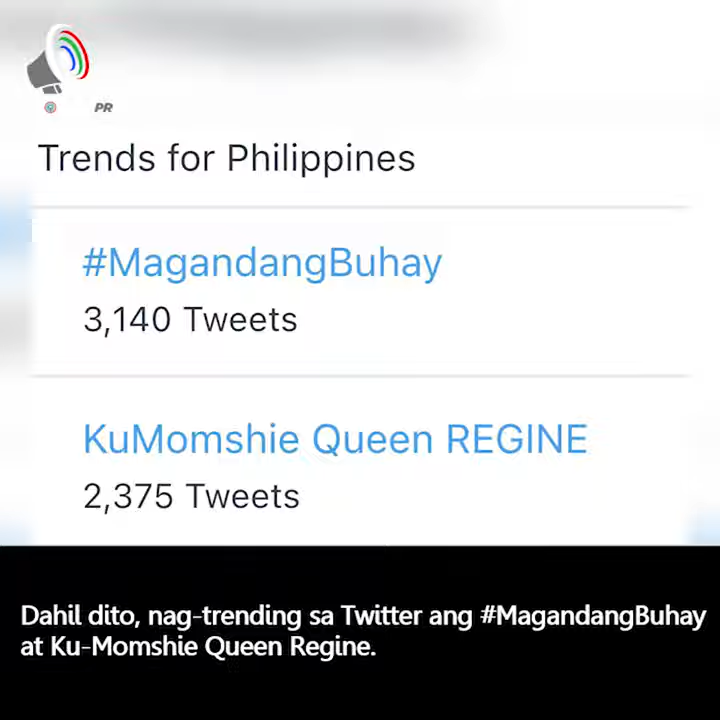 PR
Trends for Philippines
#MagandangBuhay
3,140 Tweets
KuMomshie Queen REGINE
2,375 Tweets
Dahil dito, nag-trending sa Twitter ang #MagandangBuhay
at Ku-Momshie Queen Regine.